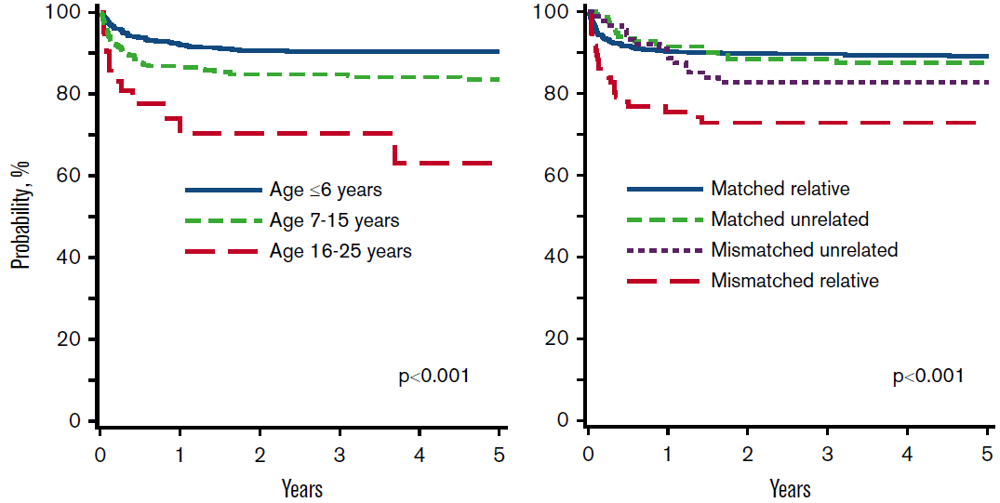 Probability, %
100
80
60
40
20
0
Age ≤6 years
Age 7-15 years
Age 16-25 years
p<0.001
0 1 2 3 4 5
Years
100
80
60
40
20
0
Matched relative
Matched unrelated
Mismatched unrelated
Mismatched relative
p<0.001
0 1 2 3 4 5
Years